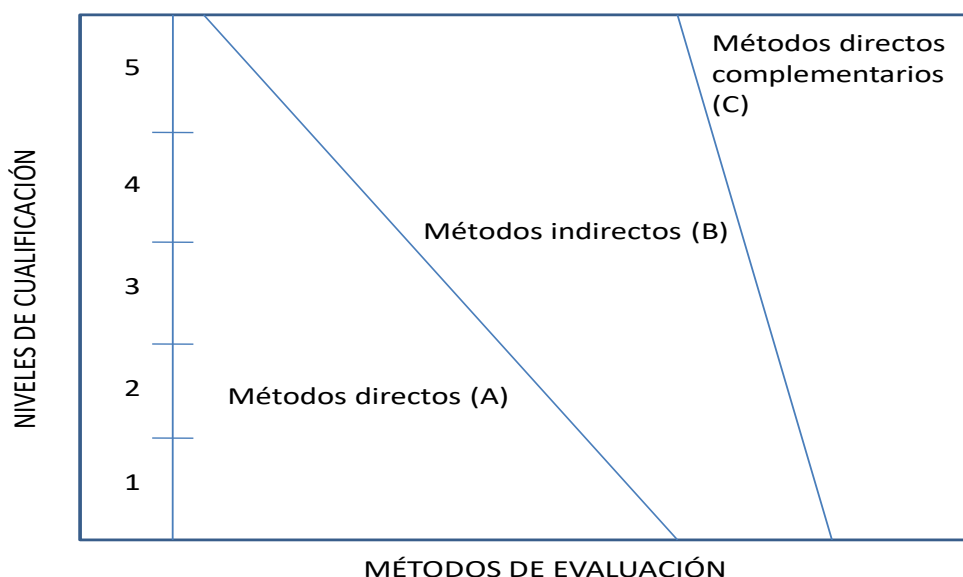 Métodos directos
complementarios
(C)
5
4
Métodos indirectos (B)
3
2
Métodos directos (A)
1
NIVELES DE CUALIFICACIÓN
MÉTODOS DE EVALUACIÓN